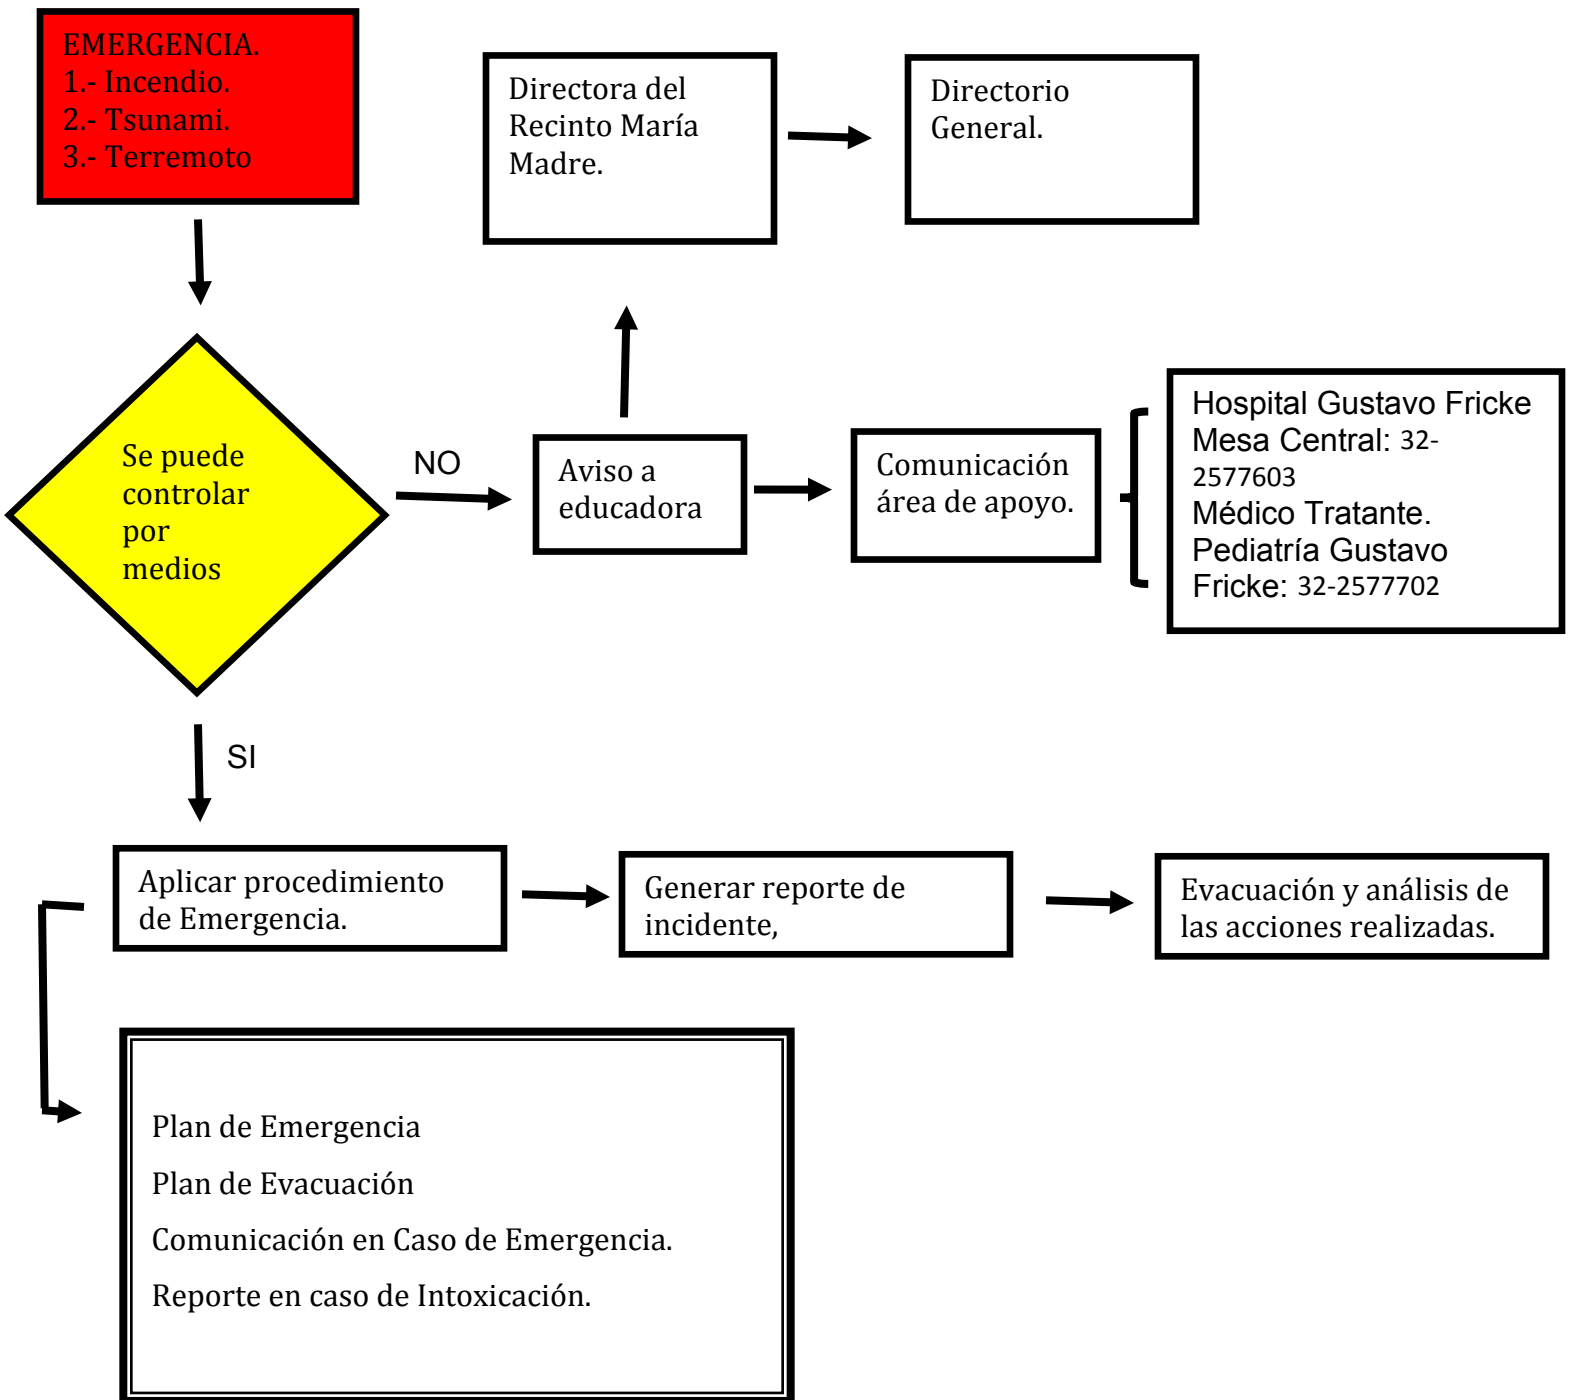 EMERGENCIA.
1.- Incendio.
2.- Tsunami.
3.- Terremoto
Directora del
Recinto María
Madre.
Directorio
General.
Se puede
controlar
por
medios
NO
Aviso a
educadora
Comunicación
área de apoyo.
Hospital Gustavo Fricke
Mesa Central: 32-
2577603
Médico Tratante.
Pediatría Gustavo
Fricke: 32-2577702
SI
Aplicar procedimiento
de Emergencia.
Generar reporte de
incidente,
Evacuación y análisis de
las acciones realizadas.
Plan de Emergencia
Plan de Evacuación
Comunicación en Caso de Emergencia.
Reporte en caso de Intoxicación.